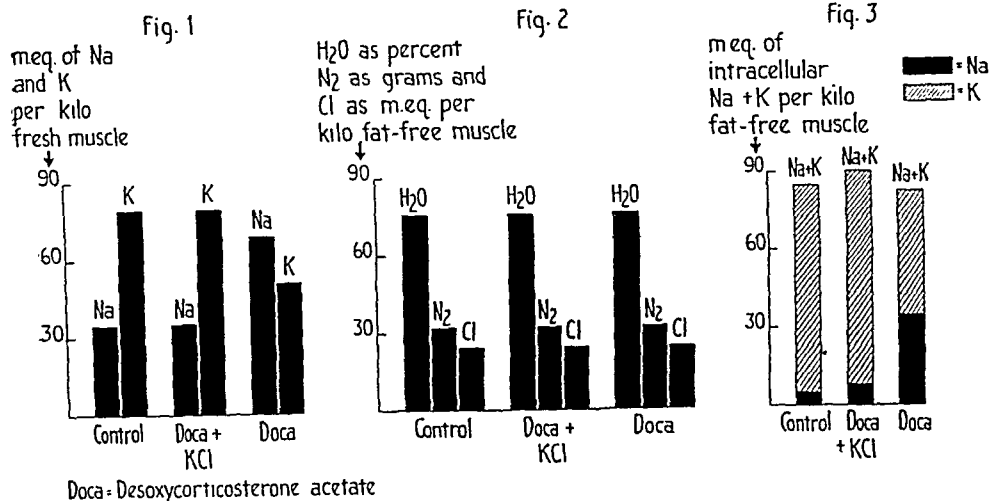 Fig. 1
meq. of Na
and K
per kilo
fresh muscle
90
60
30
Na
K
Na
K
Na
K
Control
Doca +
KCl
Doca
Doca = Desoxycorticosterone acetate
Fig. 2
H2O as percent
N2 as grams and
Cl as m.eq. per
kilo fat-free muscle
90
60
30
H2O
N2
Cl
H2O
N2
Cl
H2O
N2
Cl
Control
Doca +
KCl
Doca
Fig. 3
meq. of
intracellular
Na + K per kilo
fat-free muscle
= Na
= K
90
60
30
Na+K
Na+K
Na+K
Control
Doca
+ KCl
Doca